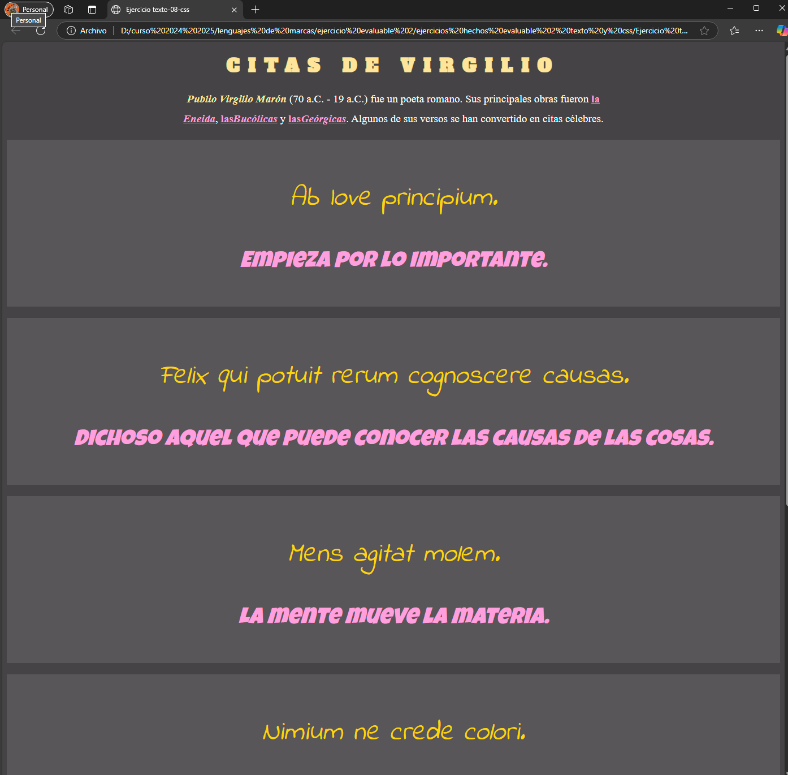 Personal
Ejercicio texto-08-css
Personal
Archivo D:/curso%202024%202025/lenguajes%20de%20marcas/ejercicio%20evaluable%202/ejercicios%20hechos%20evaluable%202%20texto%20y%20css/Ejercicio%20t...
CITAS DE VIRGILIO
Publio Virgilio Marón (70 a.C. - 19 a.C.) fue un poeta romano. Sus principales obras fueron la
Eneida, lasBucólicas y lasGeórgicas. Algunos de sus versos se han convertido en citas célebres.
Ab Iove principium.
Empieza por lo importante.
Felix qui potuit rerum cognoscere causas.
Dichoso aquel que puede conocer las causas de las cosas.
Mens agitat molem.
La mente mueve la materia.
Nimium ne crede colori.